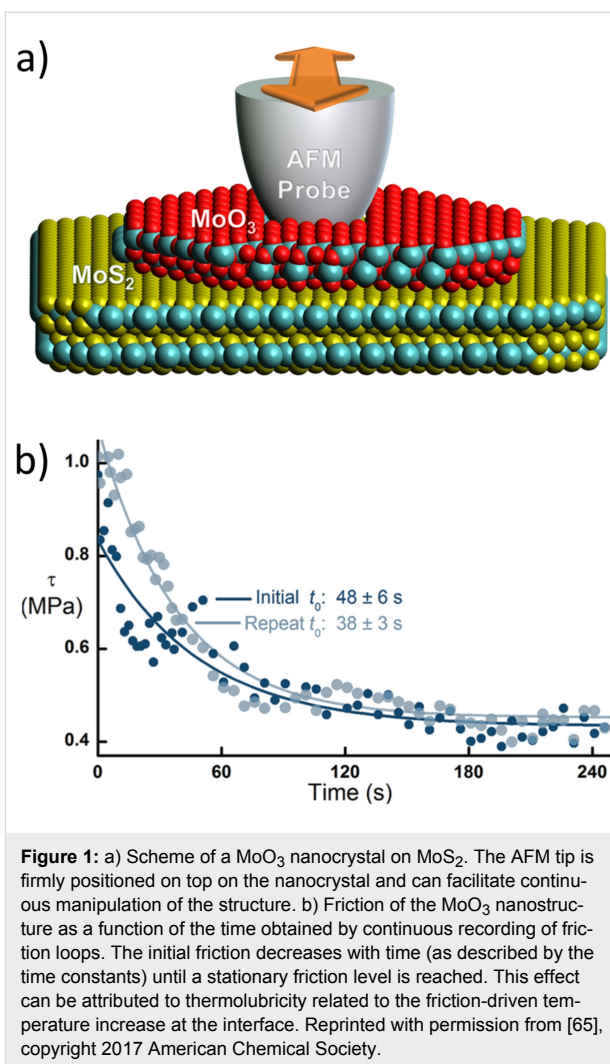 a)
AFM
Probe
MoO₃
MoS₂
b)
1.0
0.8
τ
(MPa)
0.6
0.4
Initial t₀: 48 ± 6 s
Repeat t₀: 38 ± 3 s
0 60 120 180 240
Time (s)
Figure 1: a) Scheme of a MoO₃ nanocrystal on MoS₂. The AFM tip is
firmly positioned on top on the nanocrystal and can facilitate continu-
ous manipulation of the structure. b) Friction of the MoO₃ nanostruc-
ture as a function of the time obtained by continuous recording of fric-
tion loops. The initial friction decreases with time (as described by the
time constants) until a stationary friction level is reached. This effect
can be attributed to thermolubricity related to the friction-driven tem-
perature increase at the interface. Reprinted with permission from [65],
copyright 2017 American Chemical Society.